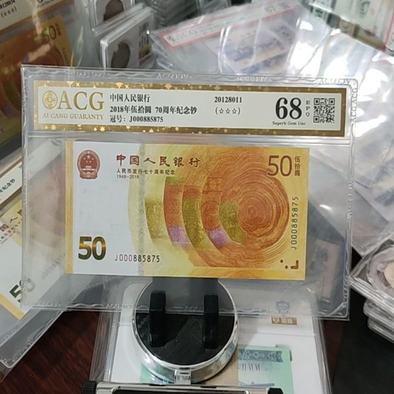 ACG
AI CANG GUARANTY
中国人民银行
2018年伍拾圆 70周年纪念钞
冠号: J000885875
20128011
(☆☆☆)
68
EPQ
Superb Gem Unc
中国人民银行
人民币发行七十周年纪念
1948-2018
50
伍拾圆
J000885875
50
J000885875